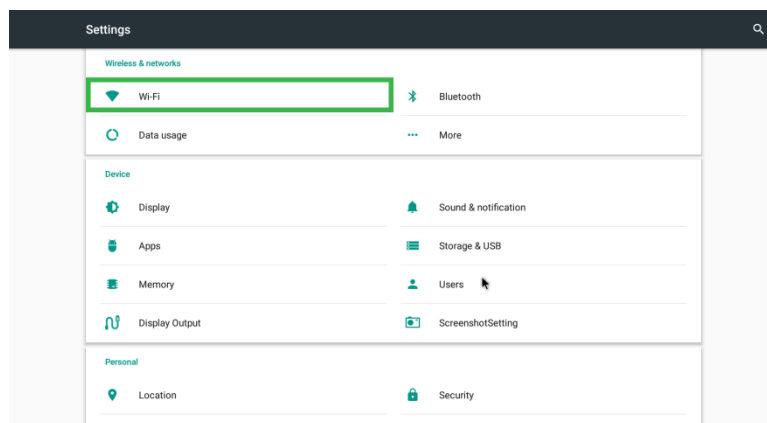 Settings
Wireless & networks
Wi-Fi
Bluetooth
Data usage
More
Device
Display
Sound & notification
Apps
Storage & USB
Memory
Users
Display Output
ScreenshotSetting
Personal
Location
Security